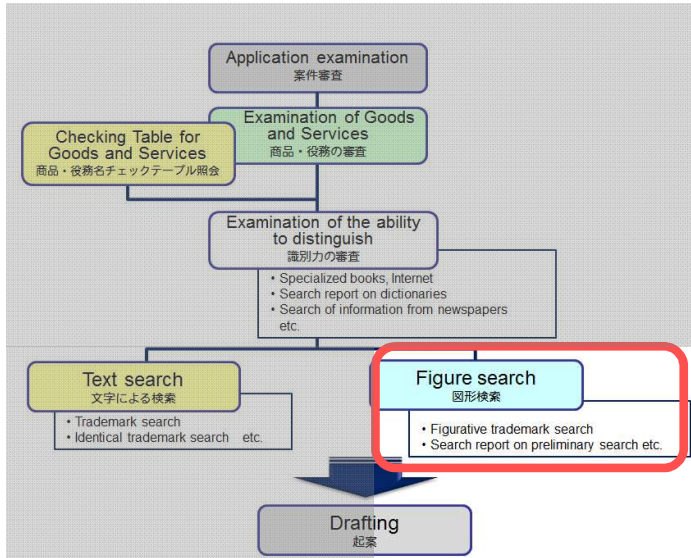 Application examination
案件審査
Examination of Goods
and Services
商品・役務の審査
Checking Table for
Goods and Services
商品・役務名チェックテーブル照会
Examination of the ability
to distinguish
識別力の審査
• Specialized books, Internet
• Search report on dictionaries
• Search of information from newspapers
etc.
Text search
文字による検索
• Trademark search
• Identical trademark search etc.
Figure search
図形検索
• Figurative trademark search
• Search report on preliminary search etc.
Drafting
起案